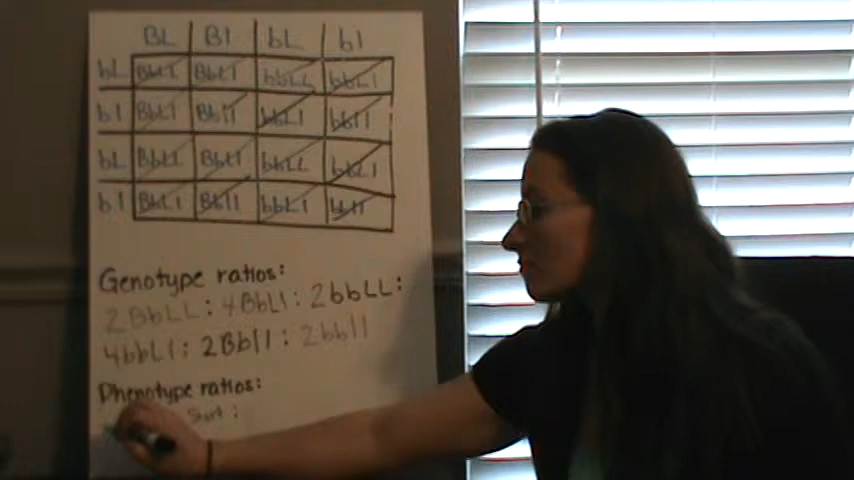 BL Bl bL bl
bL BbLL BbLl bbLL bbLl
bl BbLl Bbll bbLl bbll
bL BbLL BbLl bbLL bbLl
bl BbLl Bbll bbLl bbll
Genotype ratios:
2BbLL : 4BbLl : 2bbLL :
4bbLl : 2Bbll : 2bbll
Phenotype ratios:
Short :